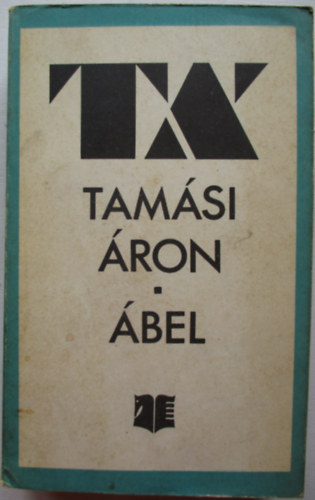 TA
TAMÁSI
ÁRON
.
ÁBEL